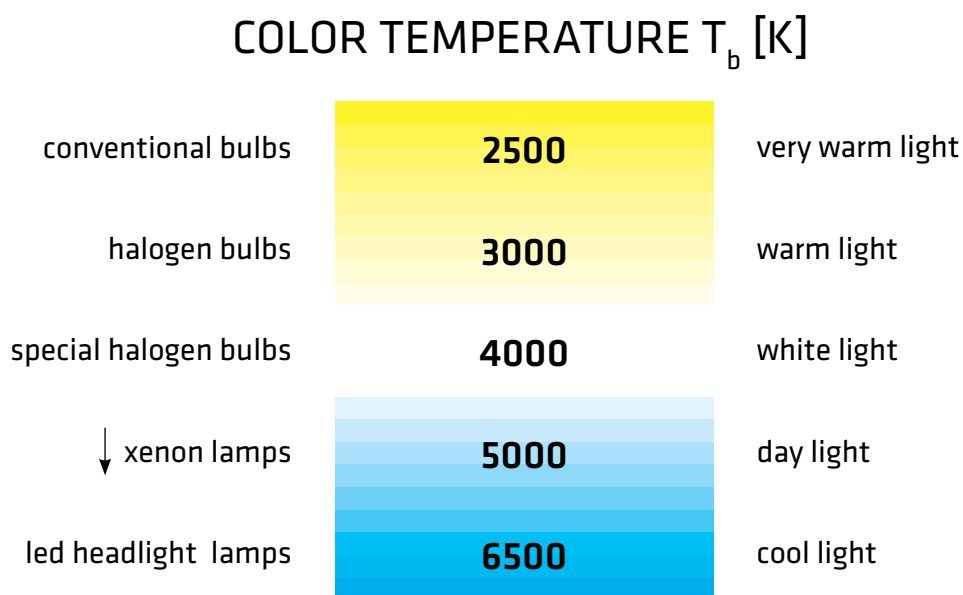 COLOR TEMPERATURE T_b [K]
conventional bulbs 2500 very warm light
halogen bulbs 3000 warm light
special halogen bulbs 4000 white light
↓ xenon lamps 5000 day light
led headlight lamps 6500 cool light